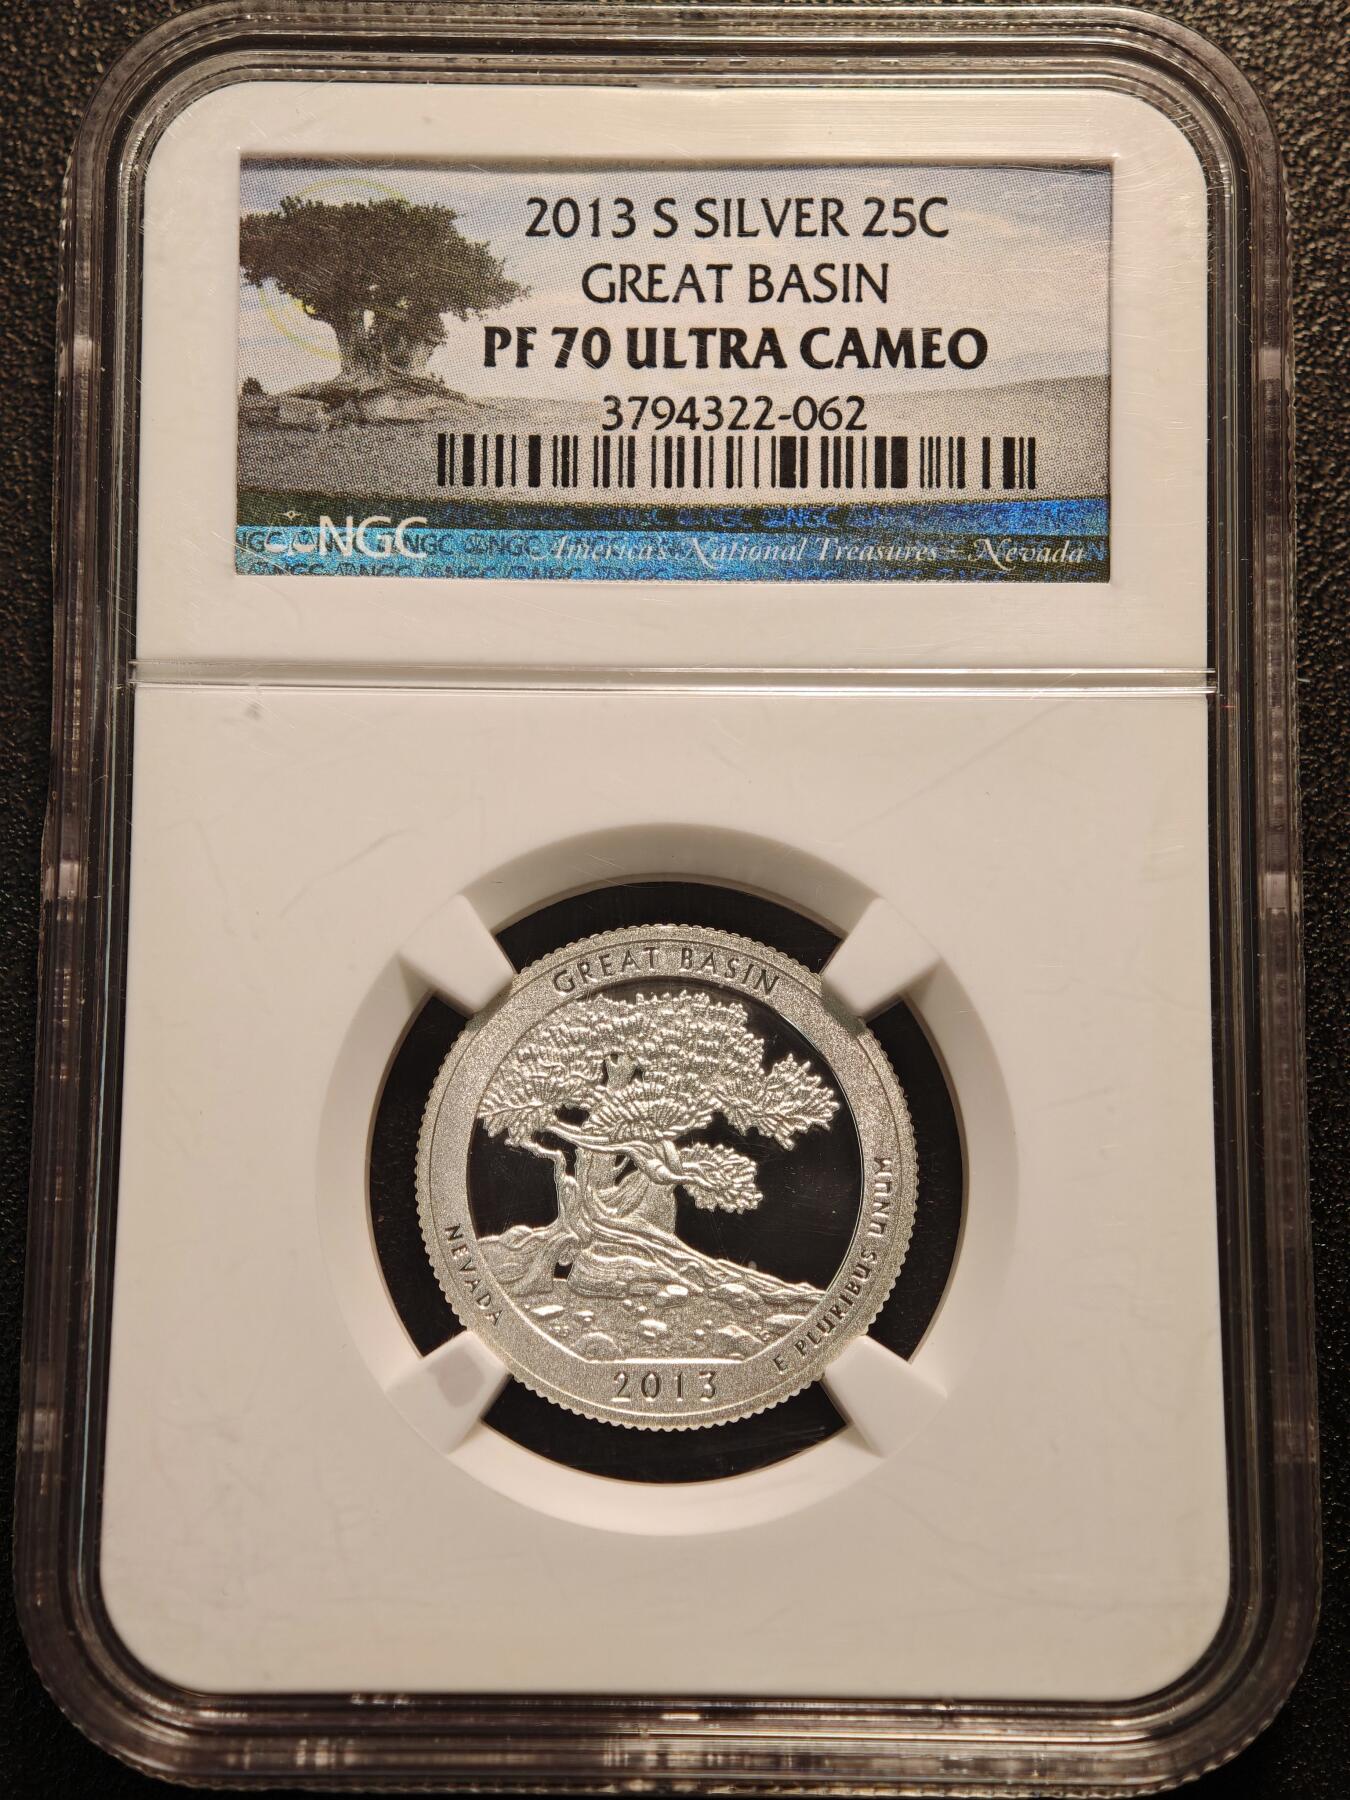 2013 S SILVER 25C
GREAT BASIN
PF 70 ULTRA CAMEO
3794322-062
NGC
America's National Treasures - Nevada
GREAT BASIN
NEVADA
E PLURIBUS UNUM
2013